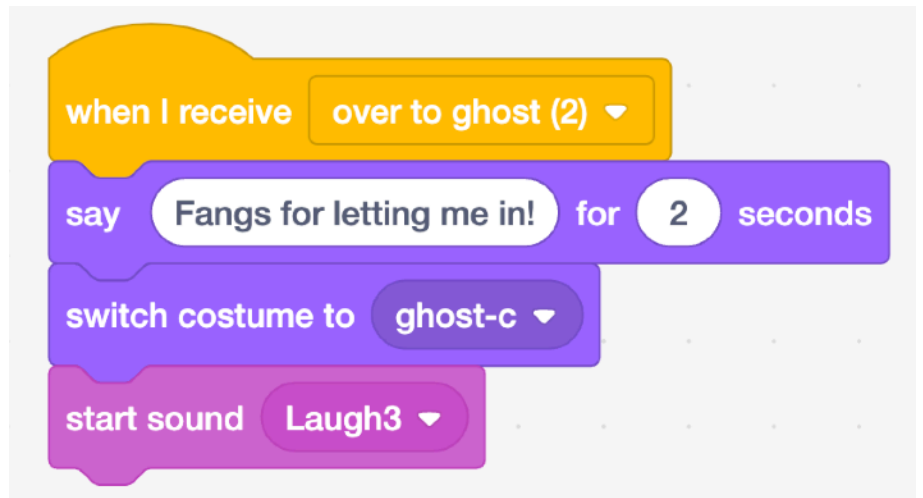 when I receive over to ghost (2)
say Fangs for letting me in! for 2 seconds
switch costume to ghost-c
start sound Laugh3